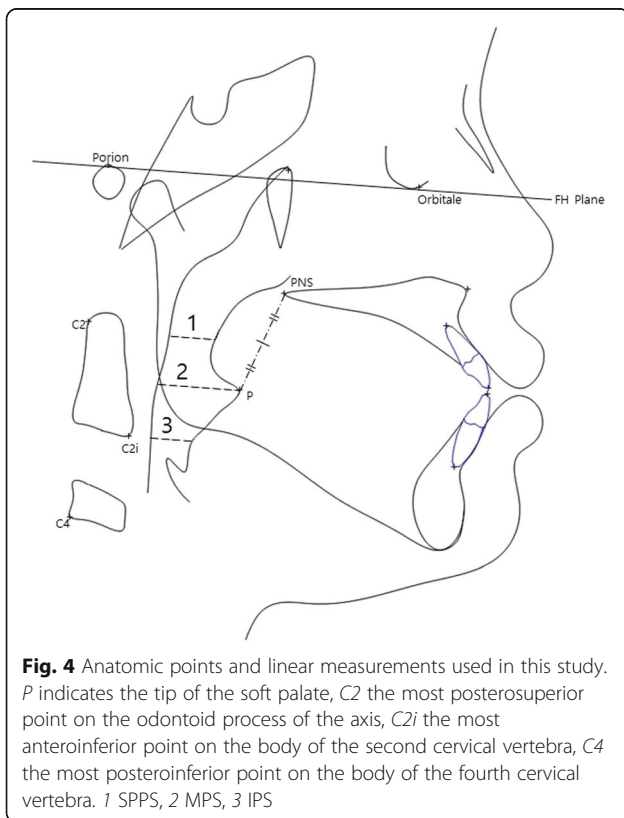 Porion
Orbitale
FH Plane
PNS
C2
1
2
P
3
C2i
C4
Fig. 4 Anatomic points and linear measurements used in this study.
P indicates the tip of the soft palate, C2 the most posterosuperior
point on the odontoid process of the axis, C2i the most
anteroinferior point on the body of the second cervical vertebra, C4
the most posteroinferior point on the body of the fourth cervical
vertebra. 1 SPPS, 2 MPS, 3 IPS